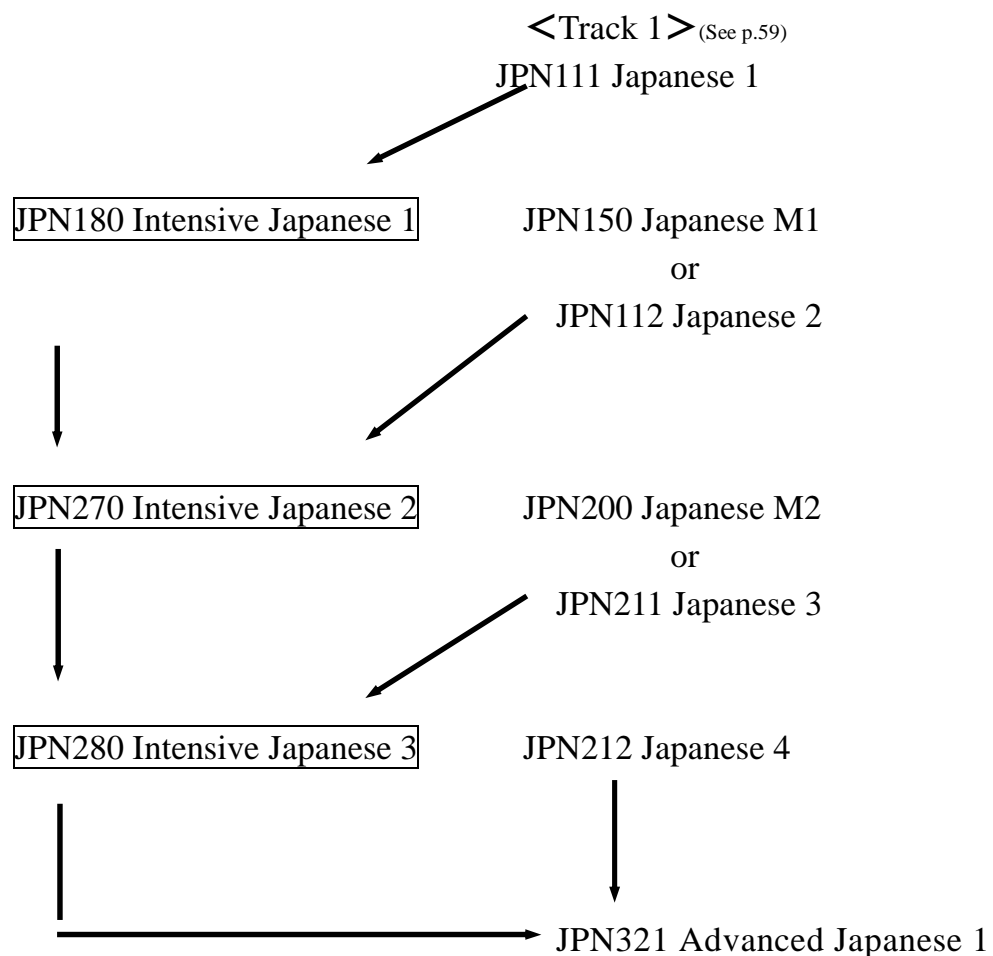 ＜Track 1＞(See p.59)
JPN111 Japanese 1
JPN180 Intensive Japanese 1
JPN150 Japanese M1
or
JPN112 Japanese 2
JPN270 Intensive Japanese 2
JPN200 Japanese M2
or
JPN211 Japanese 3
JPN280 Intensive Japanese 3
JPN212 Japanese 4
JPN321 Advanced Japanese 1